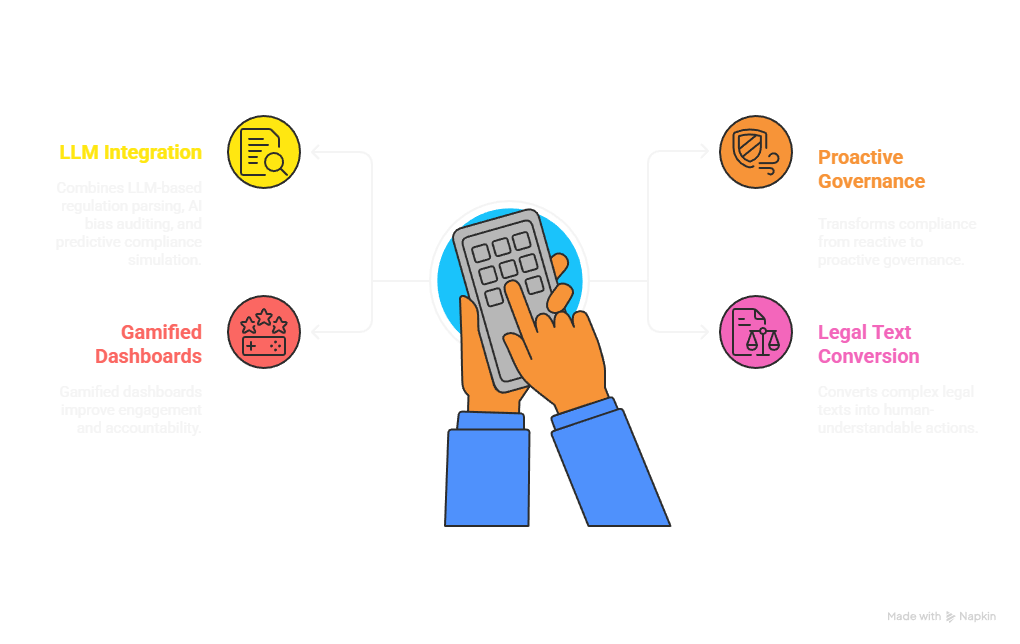 LLM Integration
Combines LLM-based
regulation parsing, AI
bias auditing, and
predictive compliance
simulation.
Gamified
Dashboards
Gamified dashboards
improve engagement
and accountability.
Proactive
Governance
Transforms compliance
from reactive to
proactive governance.
Legal Text
Conversion
Converts complex legal
texts into human-
understandable actions.
Made with Napkin